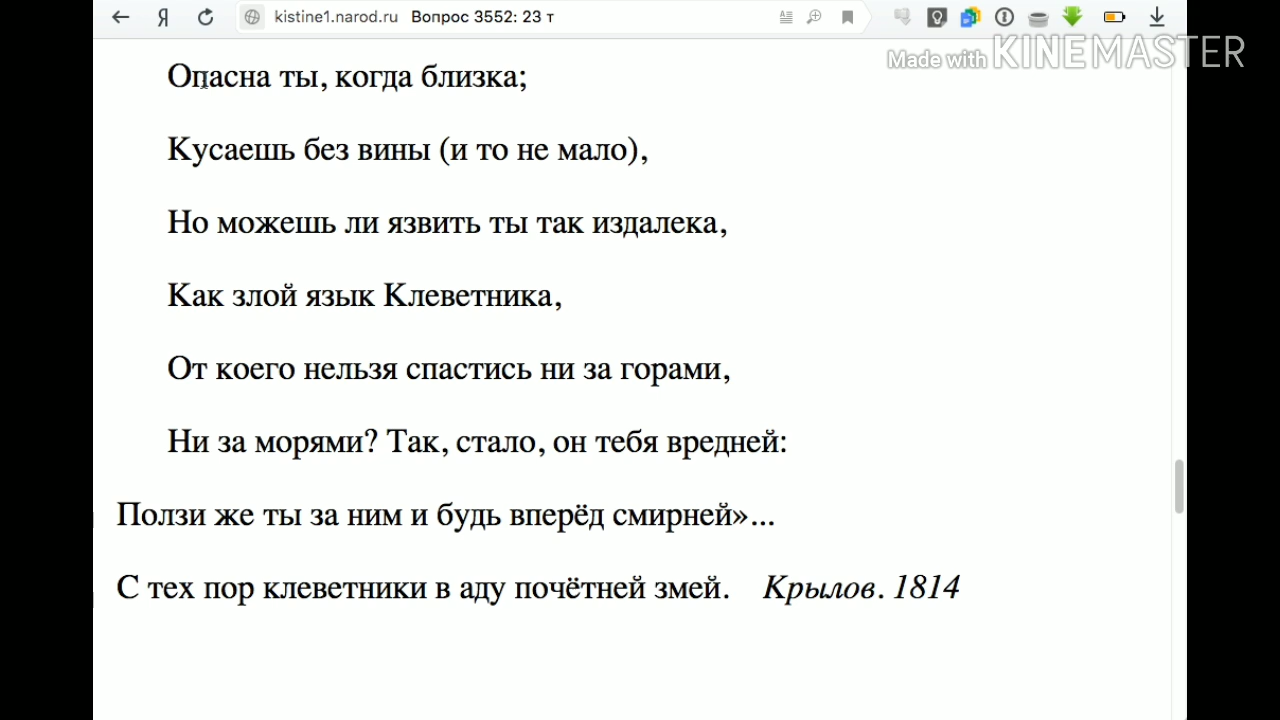 kistine1.narod.ru Вопрос 3552: 23 т
Made with KINEMASTER
Опасна ты, когда близка;
Кусаешь без вины (и то не мало),
Но можешь ли язвить ты так издалека,
Как злой язык Клеветника,
От коего нельзя спастись ни за горами,
Ни за морями? Так, стало, он тебя вредней:
Ползи же ты за ним и будь вперёд смирней»...
С тех пор клеветники в аду почётней змей. Крылов. 1814